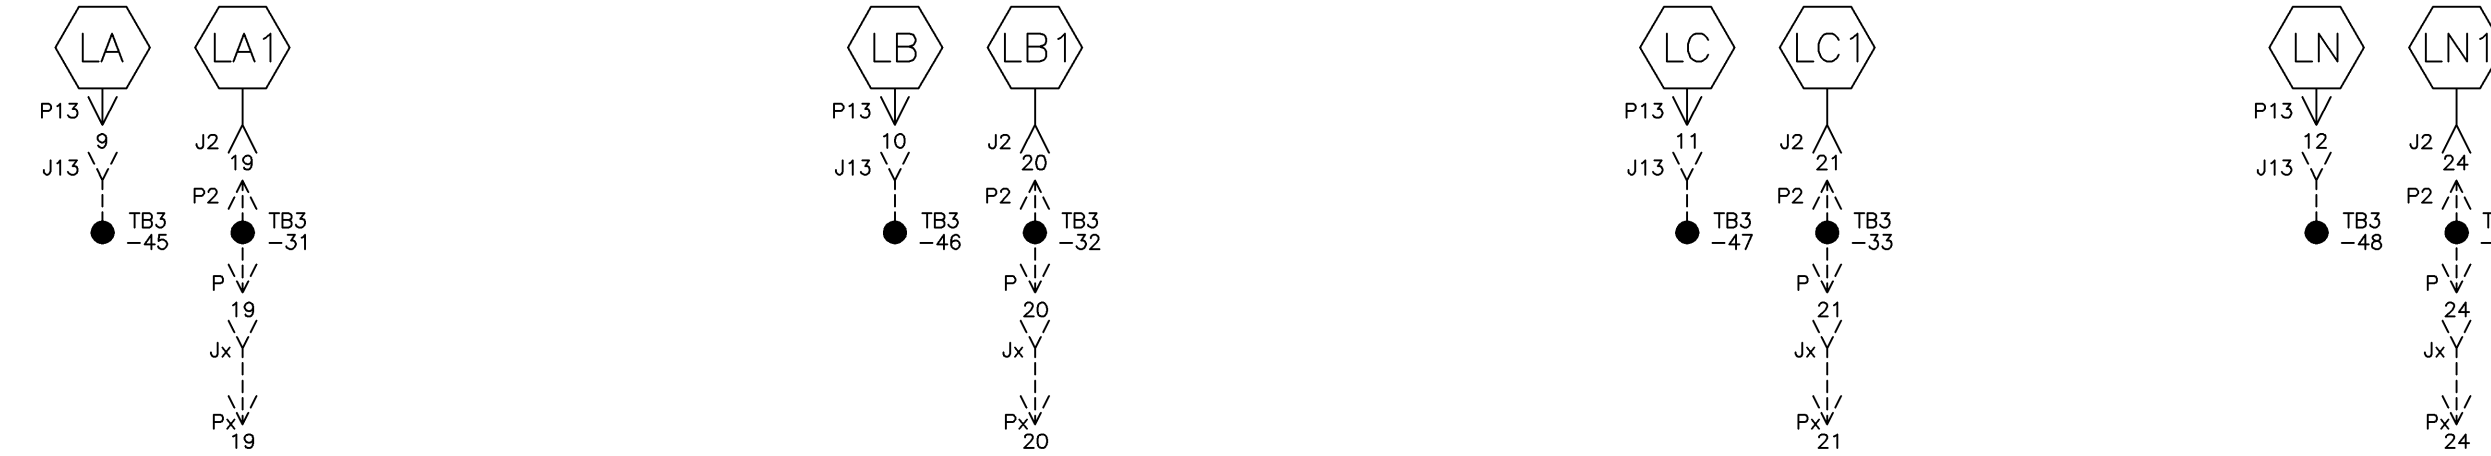 LA
LA1
LB
LB1
LC
LC1
LN
LN1
P13
P13
P13
P13
9
J2
10
J2
11
J2
12
J2
J13
19
J13
20
J13
21
J13
24
P2
P2
P2
P2
TB3
-45
TB3
-31
TB3
-46
TB3
-32
TB3
-47
TB3
-33
TB3
-48
P
P
P
P
19
20
21
24
Jx
Jx
Jx
Jx
Px
Px
Px
Px
19
20
21
24